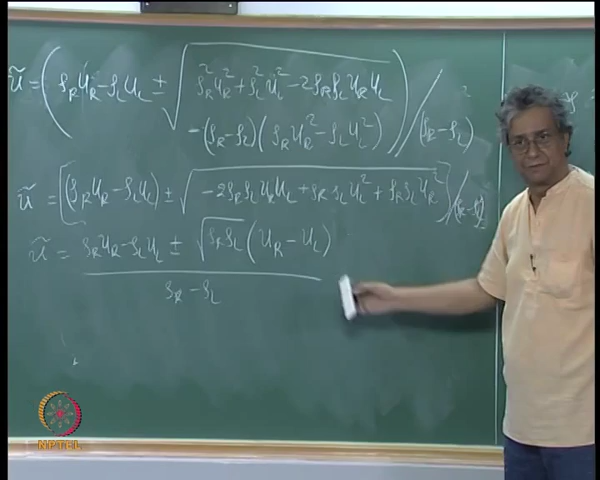 ũ = (ρ_R u_R − ρ_L u_L ± √(ρ_R² u_R² + ρ_L² u_L² − 2ρ_R ρ_L u_R u_L
−(ρ_R − ρ_L)(ρ_R u_R² − ρ_L u_L²))) / (ρ_R − ρ_L)
ũ = [(ρ_R u_R − ρ_L u_L) ± √(−2ρ_R ρ_L u_R u_L + ρ_R ρ_L u_L² + ρ_R ρ_L u_R²)] / (ρ_R − ρ_L)
ũ = ρ_R u_R − ρ_L u_L ± √(ρ_R ρ_L) (u_R − u_L)
ρ_R − ρ_L
NPTEL